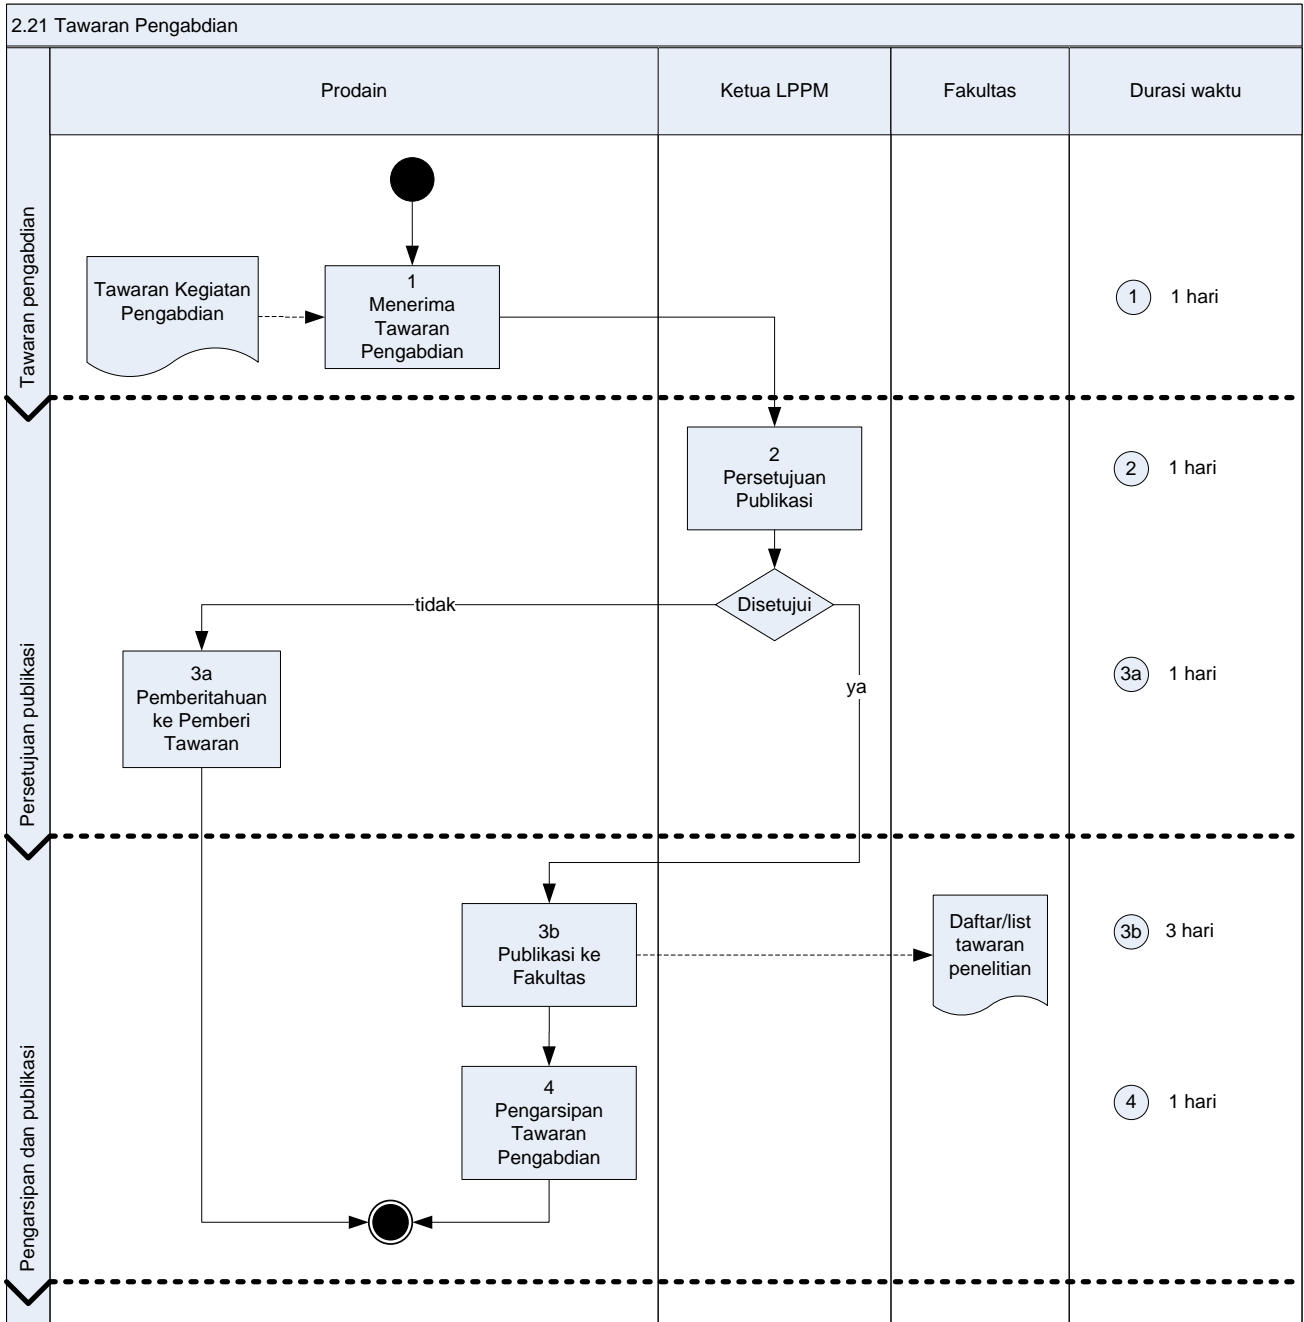 2.21 Tawaran Pengabdian
Prodain
Ketua LPPM
Fakultas
Durasi waktu
Tawaran pengabdian
Tawaran Kegiatan
Pengabdian
1
Menerima
Tawaran
Pengabdian
1
1 hari
Persetujuan publikasi
2
Persetujuan
Publikasi
2
1 hari
Disetujui
tidak
ya
3a
Pemberitahuan
ke Pemberi
Tawaran
3a
1 hari
Pengarsipan dan publikasi
3b
Publikasi ke
Fakultas
Daftar/list
tawaran
penelitian
3b
3 hari
4
Pengarsipan
Tawaran
Pengabdian
4
1 hari